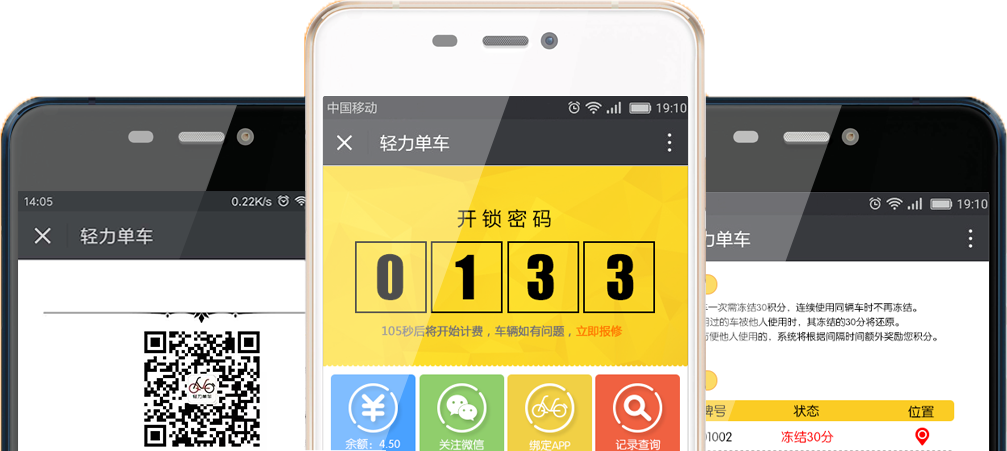 14:05
0.22K/s
轻力单车
轻力单车
中国移动
19:10
轻力单车
开锁密码
0 1 3 3
105秒后将开始计费，车辆如有问题，立即报修
余额：4.50
关注微信
绑定APP
记录查询
19:10
力单车
一次需冻结30积分，连续使用同辆车时不再冻结。
过的车被他人使用时，其冻结的30分将还原。
便他人使用的，系统将根据间隔时间额外奖励您积分。
牌号 状态 位置
01002 冻结30分